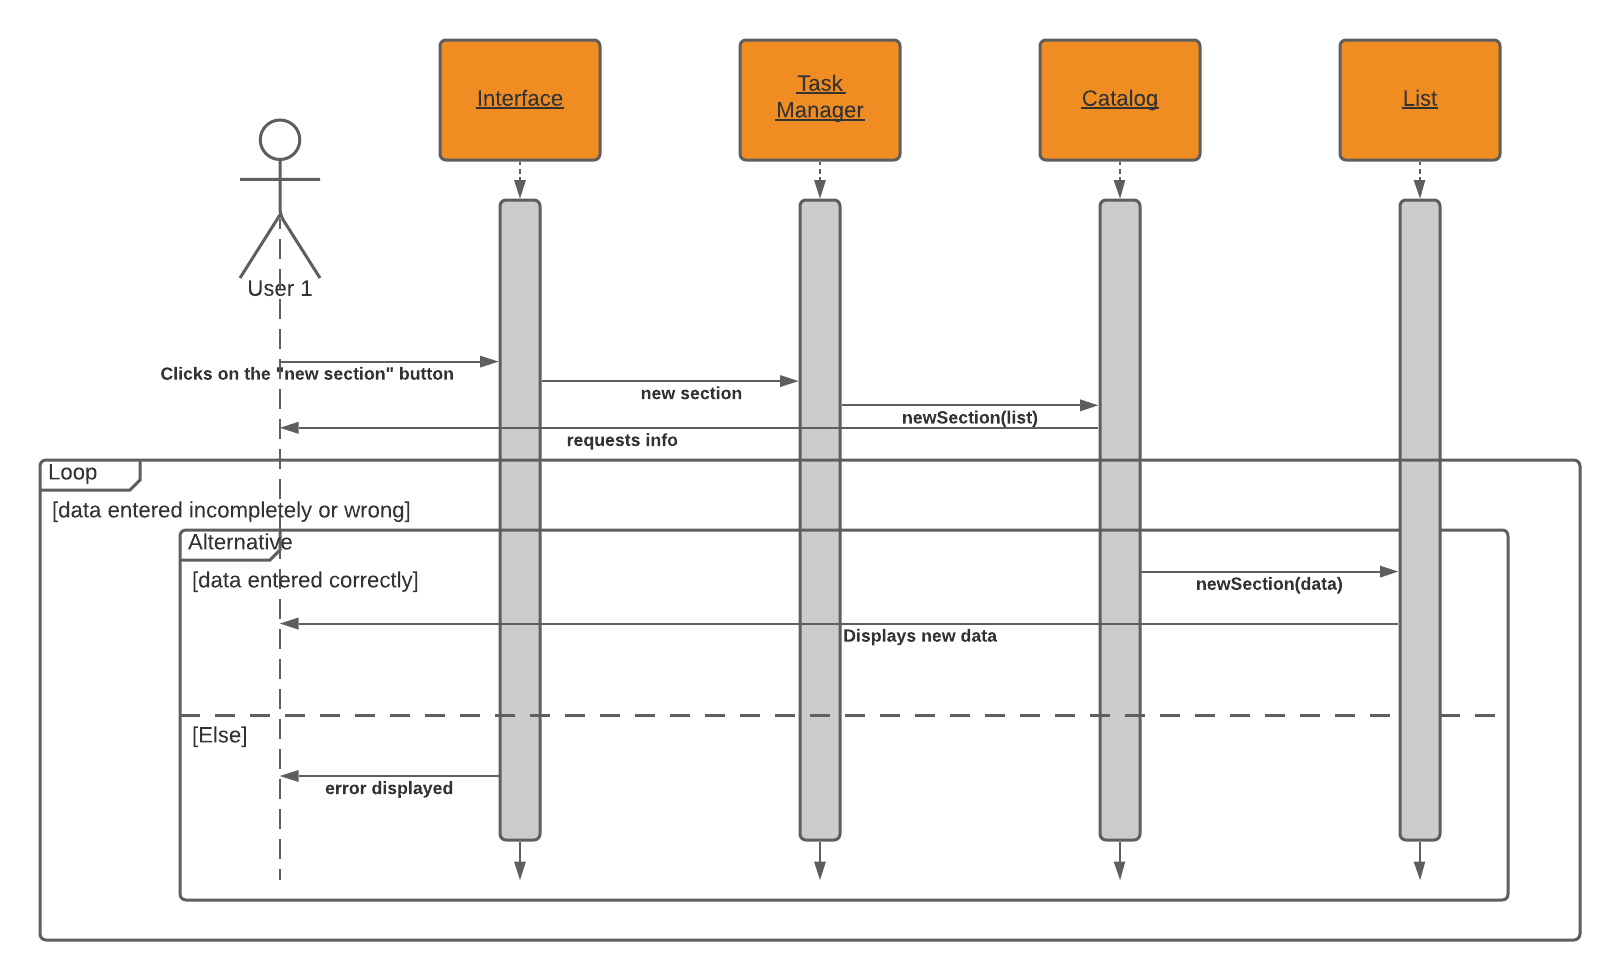 Interface
Task
Manager
Catalog
List
User 1
Clicks on the "new section" button
new section
newSection(list)
requests info
Loop
[data entered incompletely or wrong]
Alternative
[data entered correctly]
newSection(data)
Displays new data
[Else]
error displayed